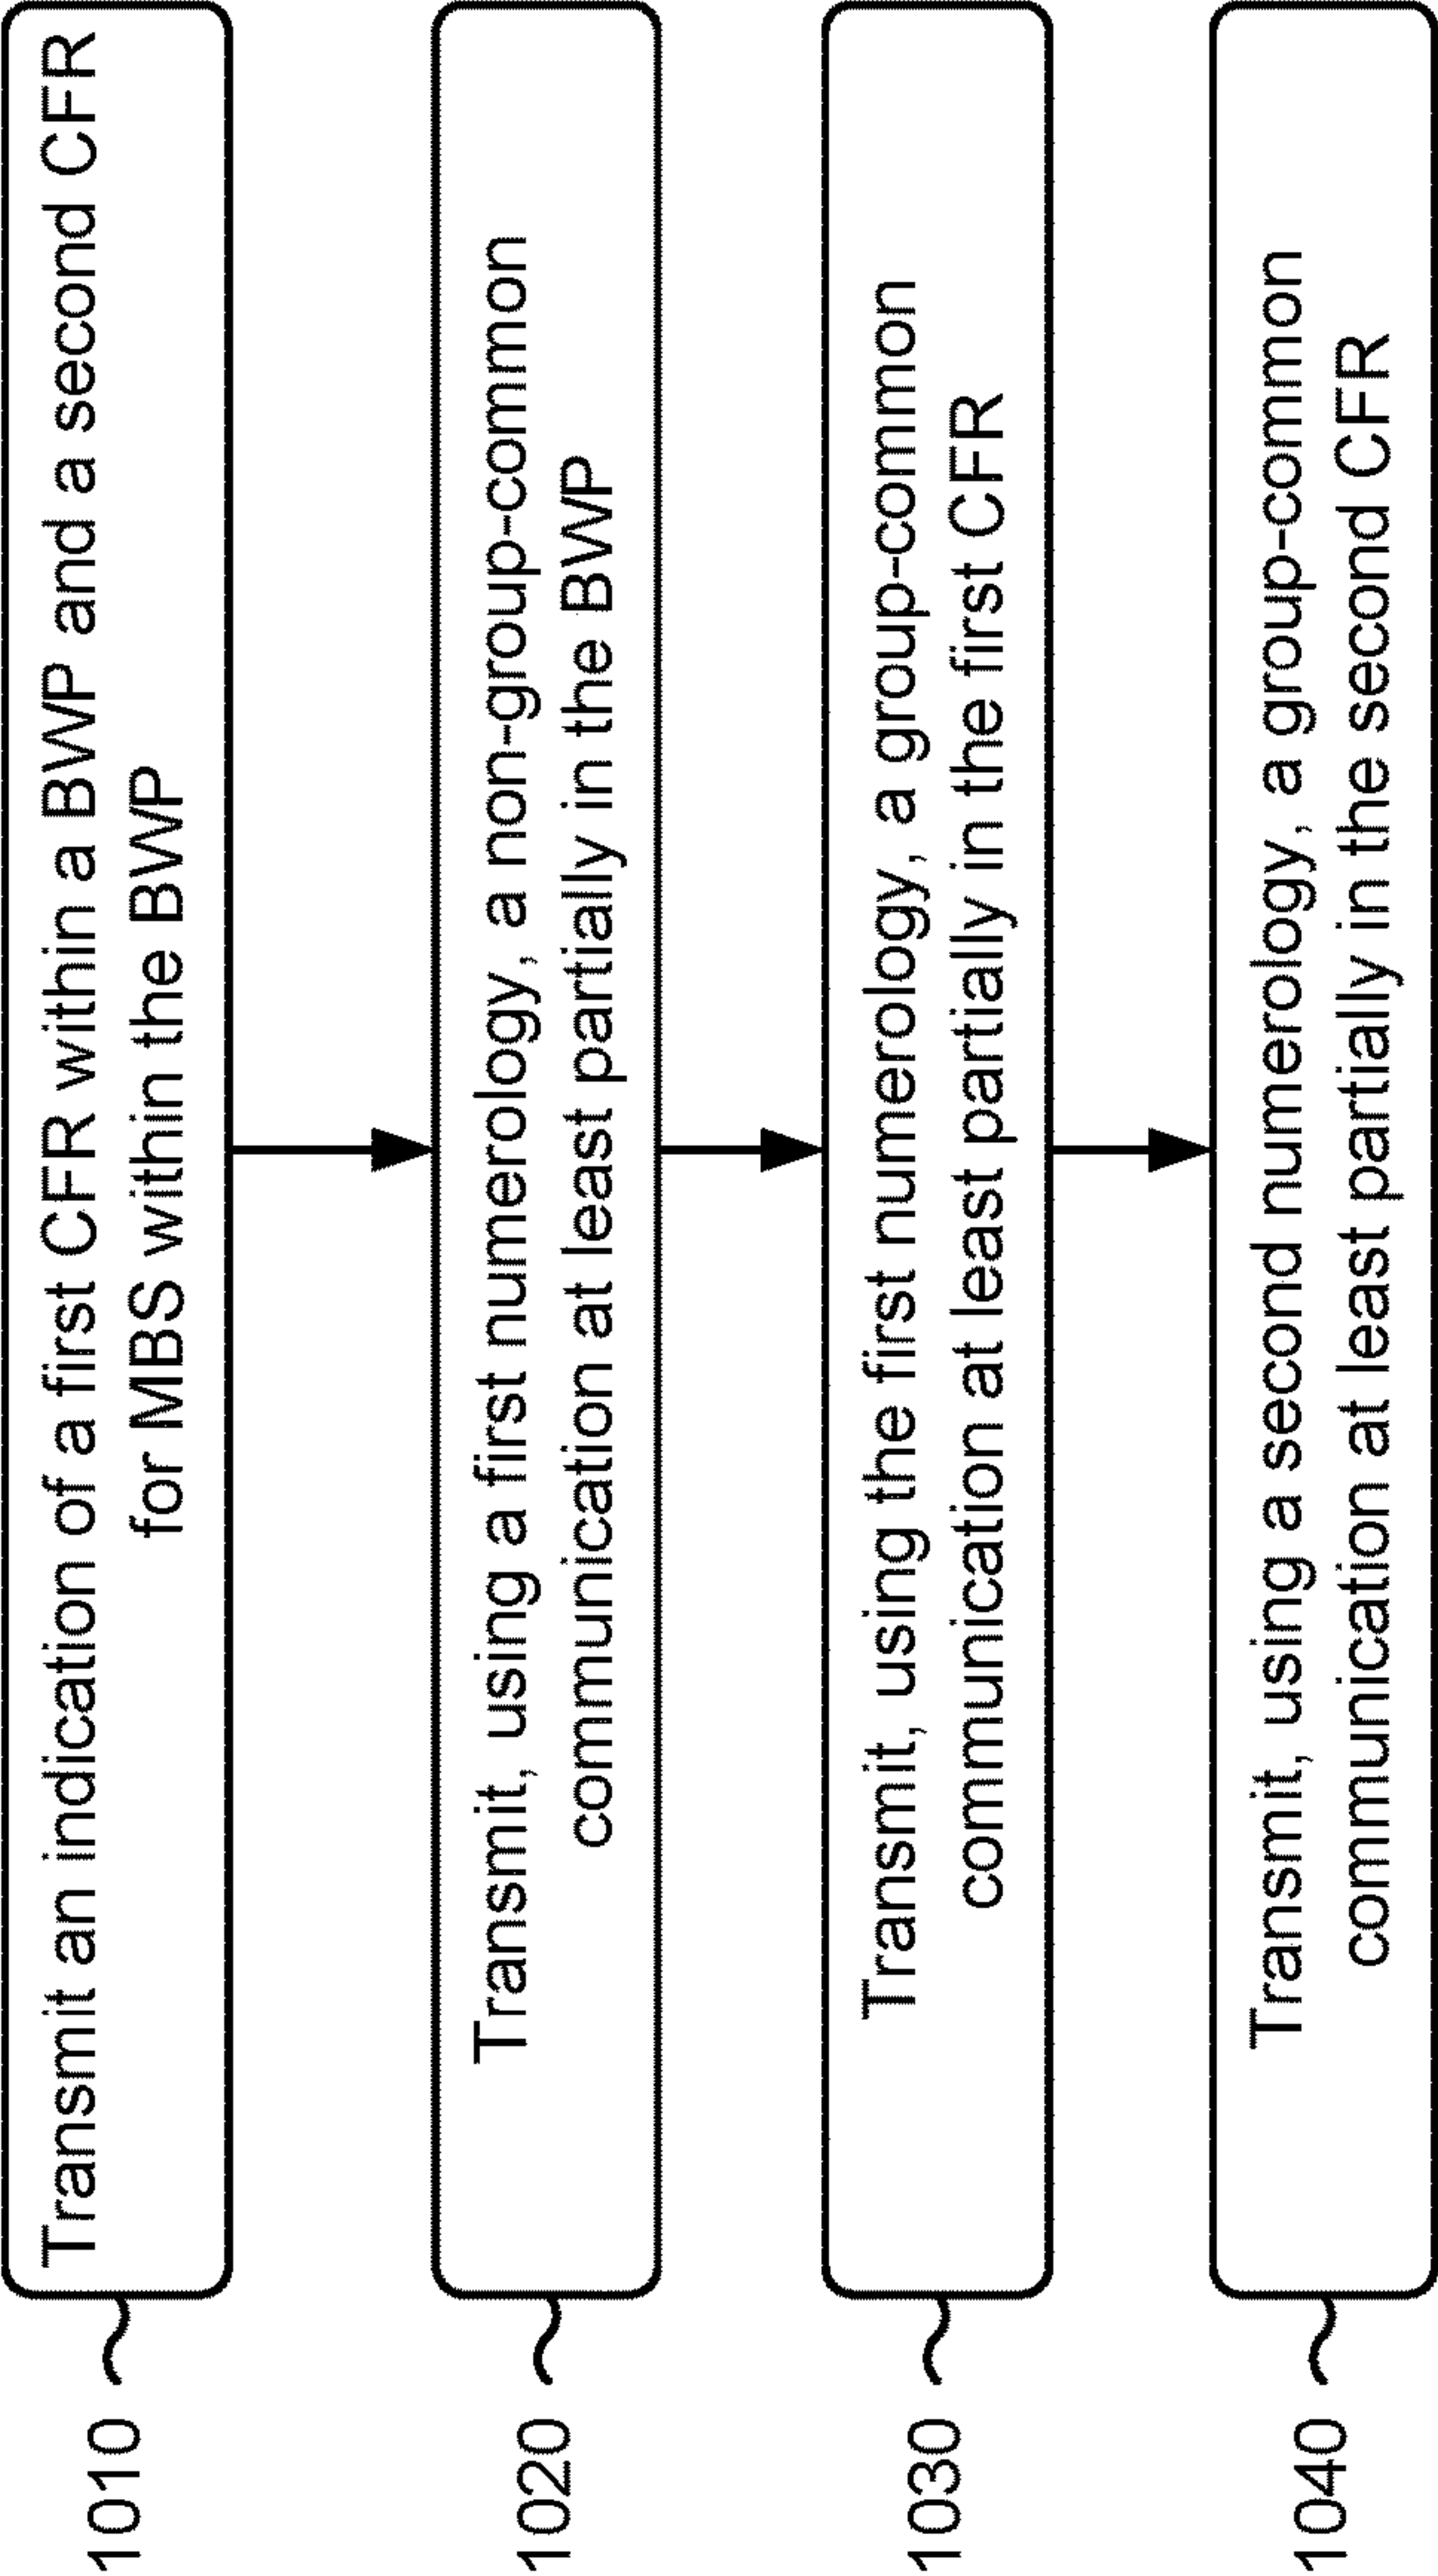 1010
Transmit an indication of a first CFR within a BWP and a second CFR
for MBS within the BWP
1020
Transmit, using a first numerology, a non-group-common
communication at least partially in the BWP
1030
Transmit, using the first numerology, a group-common
communication at least partially in the first CFR
1040
Transmit, using a second numerology, a group-common
communication at least partially in the second CFR